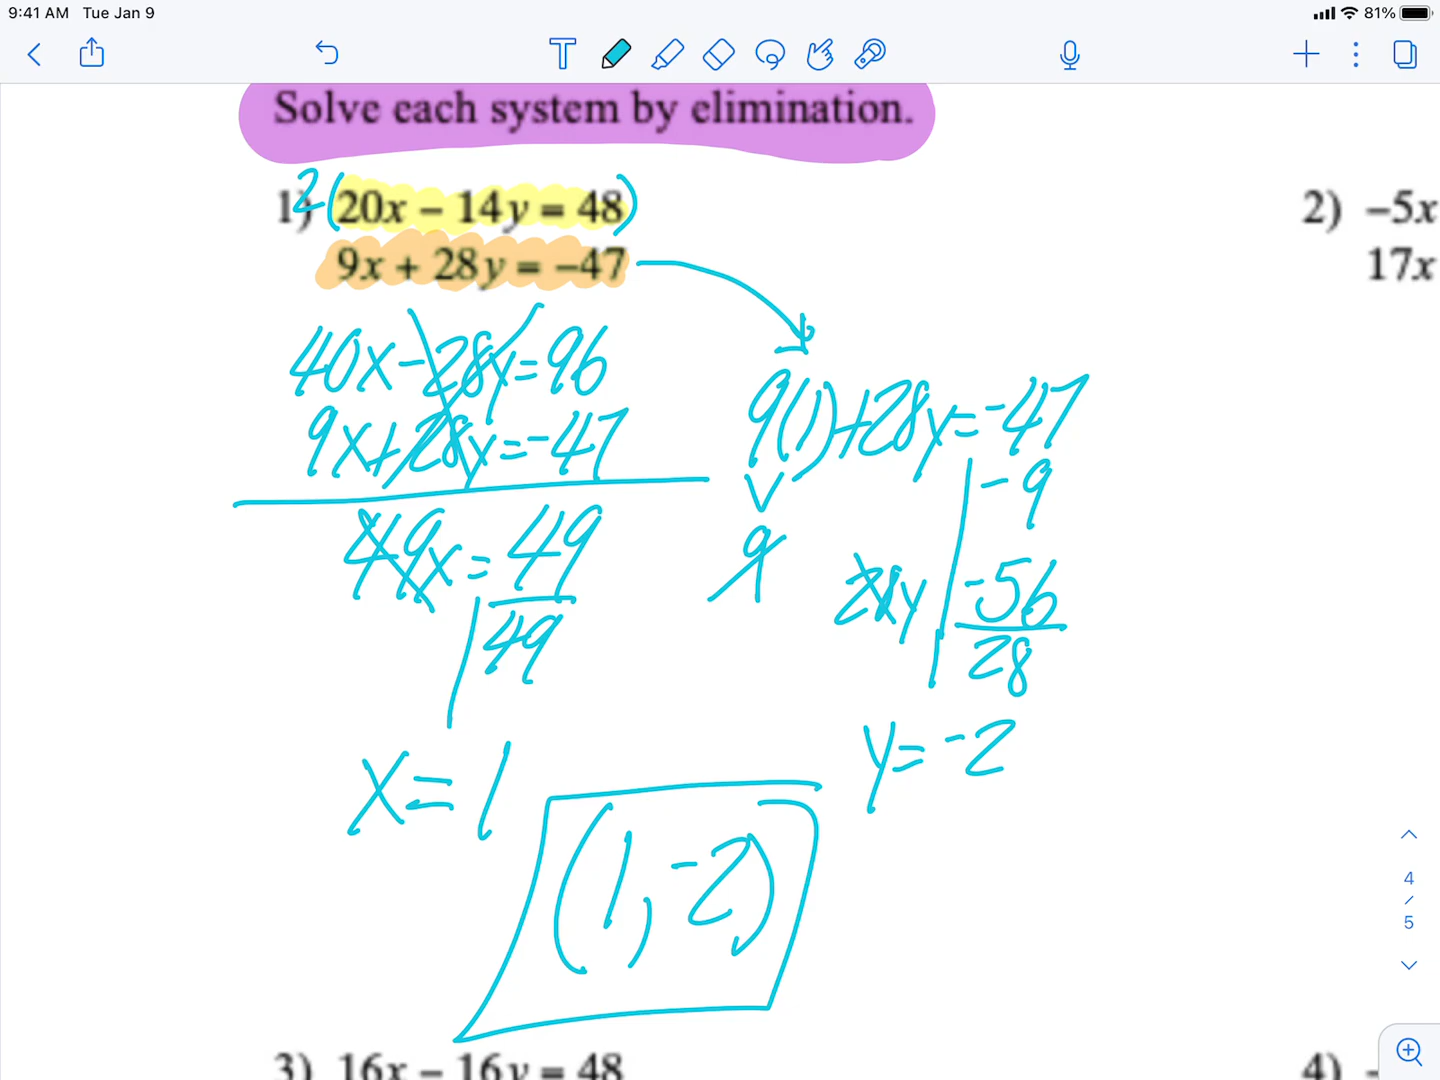 9:41 AM Tue Jan 9
81%
T
Solve each system by elimination.
1) 2(20x − 14y = 48)
9x + 28y = −47
2) −5x
17x
40x-28y=96
9x+28y=-47
49x = 49
49
x=1
9(1)+28y=-47
-9
9
28y -56
28
y=-2
(1,-2)
4
/
5
3) 16x − 16y = 48
4) -